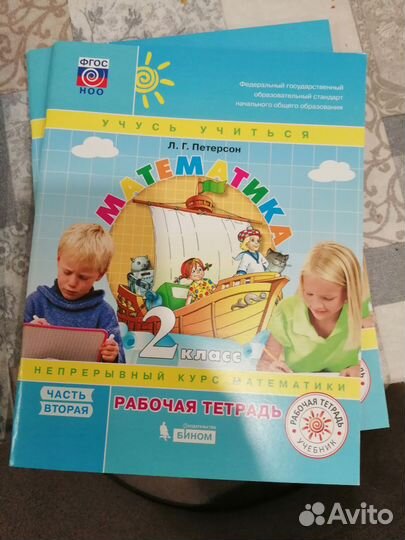 ФГОС
НОО
Федеральный государственный
образовательный стандарт
начального общего образования
УЧУСЬ УЧИТЬСЯ
Л. Г. Петерсон
МАТЕМАТИКА
2 класс
НЕПРЕРЫВНЫЙ КУРС МАТЕМАТИКИ
ЧАСТЬ
ВТОРАЯ
РАБОЧАЯ ТЕТРАДЬ
Издательство
БИНОМ
РАБОЧАЯ ТЕТРАДЬ
УЧЕБНИК
Avito